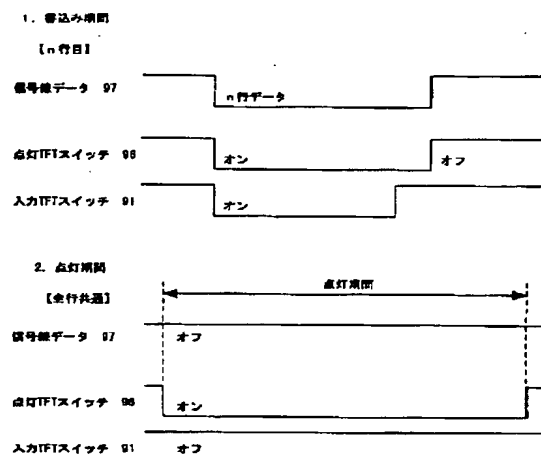 1. 書込み期間
【n行目】
信号線データ 97
n行データ
点灯TFTスイッチ 96
オン
オフ
入力TFTスイッチ 91
オン
2. 点灯期間
点灯期間
【全行共通】
信号線データ 97
オフ
点灯TFTスイッチ 96
オン
入力TFTスイッチ 91
オフ